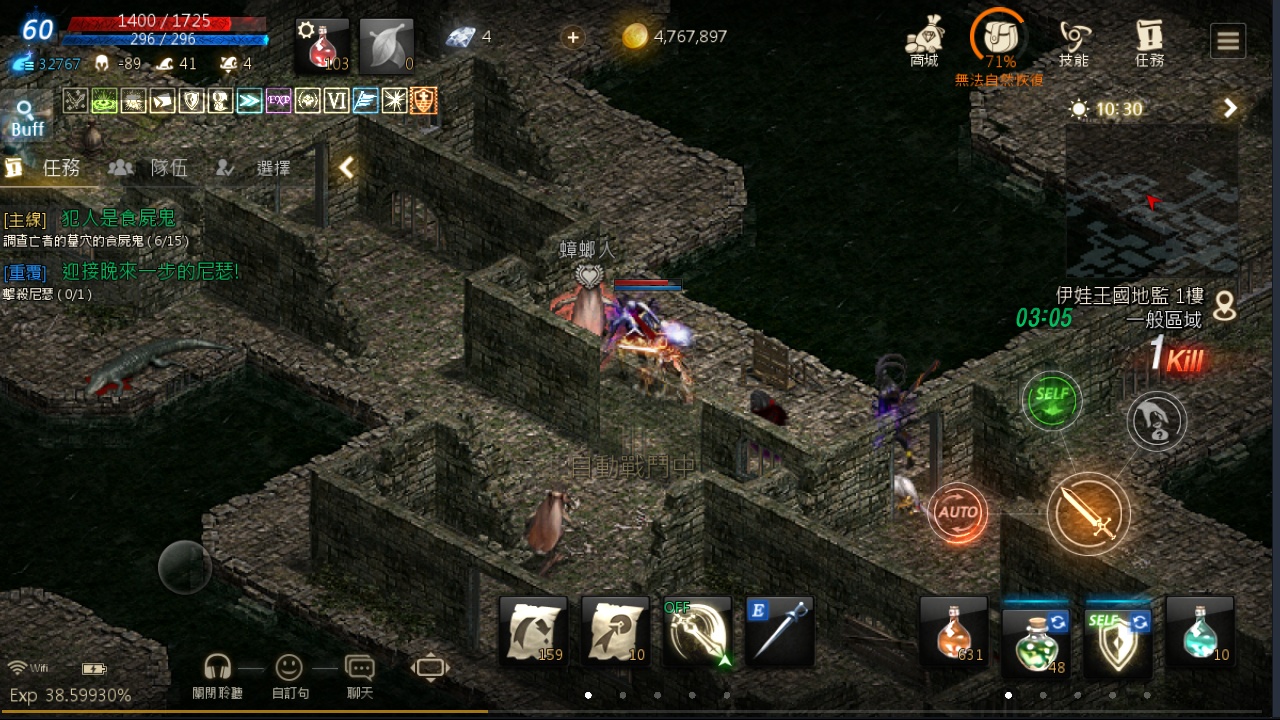 60
1400 / 1725
296 / 296
32767
-89
41
4
103
0
4
+
4,767,897
商城
71%
無法自然恢復
技能
任務
Buff
EXP
VI
10:30
任務
隊伍
選擇
[主線] 犯人是食屍鬼
調查亡者的墓穴的食屍鬼 (6/15)
[重覆] 迎接晚來一步的尼瑟!
擊殺尼瑟 (0/1)
蟑螂人
伊娃王國地監 1樓
03:05
一般區域
1 Kill
SELF
自動戰鬥中
AUTO
159
10
OFF
E
631
48
SELF
10
Wifi
關閉聆聽
自訂句
聊天
Exp 38.59930%